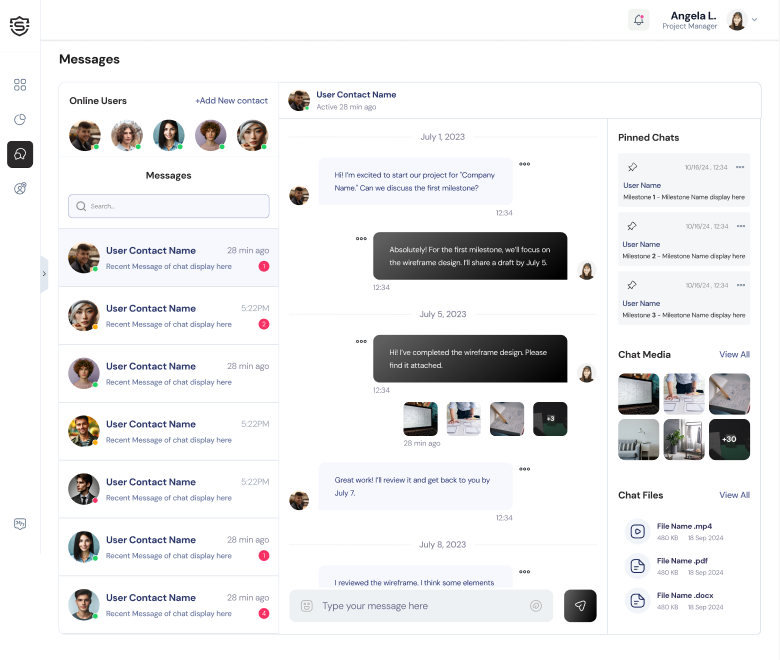 Angela L.
Project Manager
Messages
Online Users
+Add New contact
Messages
Search..
User Contact Name
28 min ago
Recent Message of chat display here
1
User Contact Name
5:22PM
Recent Message of chat display here
2
User Contact Name
28 min ago
Recent Message of chat display here
User Contact Name
5:22PM
Recent Message of chat display here
User Contact Name
5:22PM
Recent Message of chat display here
User Contact Name
28 min ago
Recent Message of chat display here
1
User Contact Name
28 min ago
Recent Message of chat display here
4
User Contact Name
Active 28 min ago
July 1, 2023
Hi! I'm excited to start our project for "Company
Name." Can we discuss the first milestone?
12:34
Absolutely! For the first milestone, we'll focus on
the wireframe design. I'll share a draft by July 5.
12:34
July 5, 2023
Hi! I've completed the wireframe design. Please
find it attached.
12:34
+3
28 min ago
Great work! I'll review it and get back to you by
July 7.
12:34
July 8, 2023
I reviewed the wireframe. I think some elements
Type your message here
Pinned Chats
10/16/24 , 12:34
User Name
Milestone 1 - Milestone Name display here
10/16/24 , 12:34
User Name
Milestone 2 - Milestone Name display here
10/16/24 , 12:34
User Name
Milestone 3 - Milestone Name display here
Chat Media
View All
+30
Chat Files
View All
File Name .mp4
480 KB 18 Sep 2024
File Name .pdf
480 KB 18 Sep 2024
File Name .docx
480 KB 18 Sep 2024